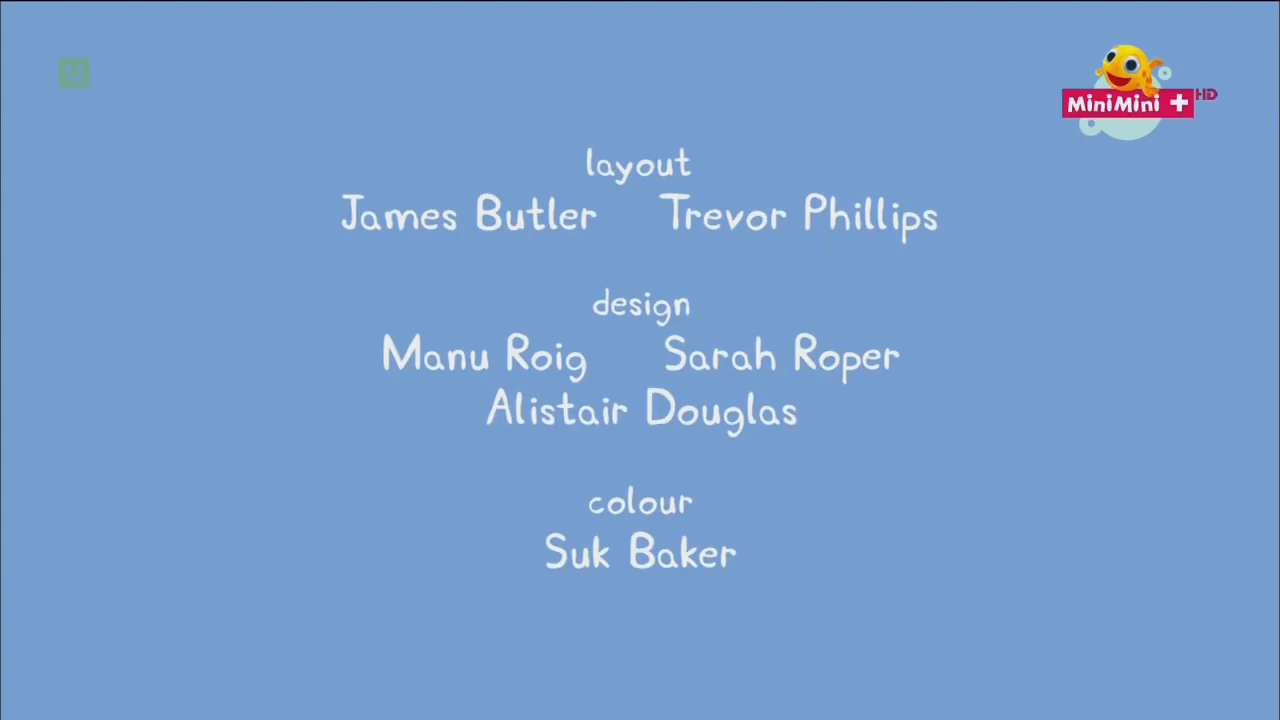 MiniMini + HD
layout
James Butler Trevor Phillips
design
Manu Roig Sarah Roper
Alistair Douglas
colour
Suk Baker